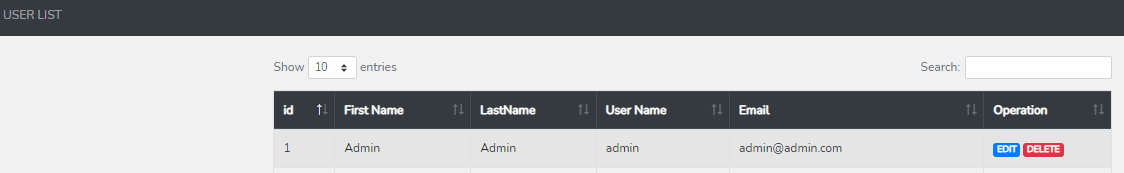 USER LIST
Show 10 entries Search:
id First Name LastName User Name Email Operation
1 Admin Admin admin admin@admin.com EDIT DELETE